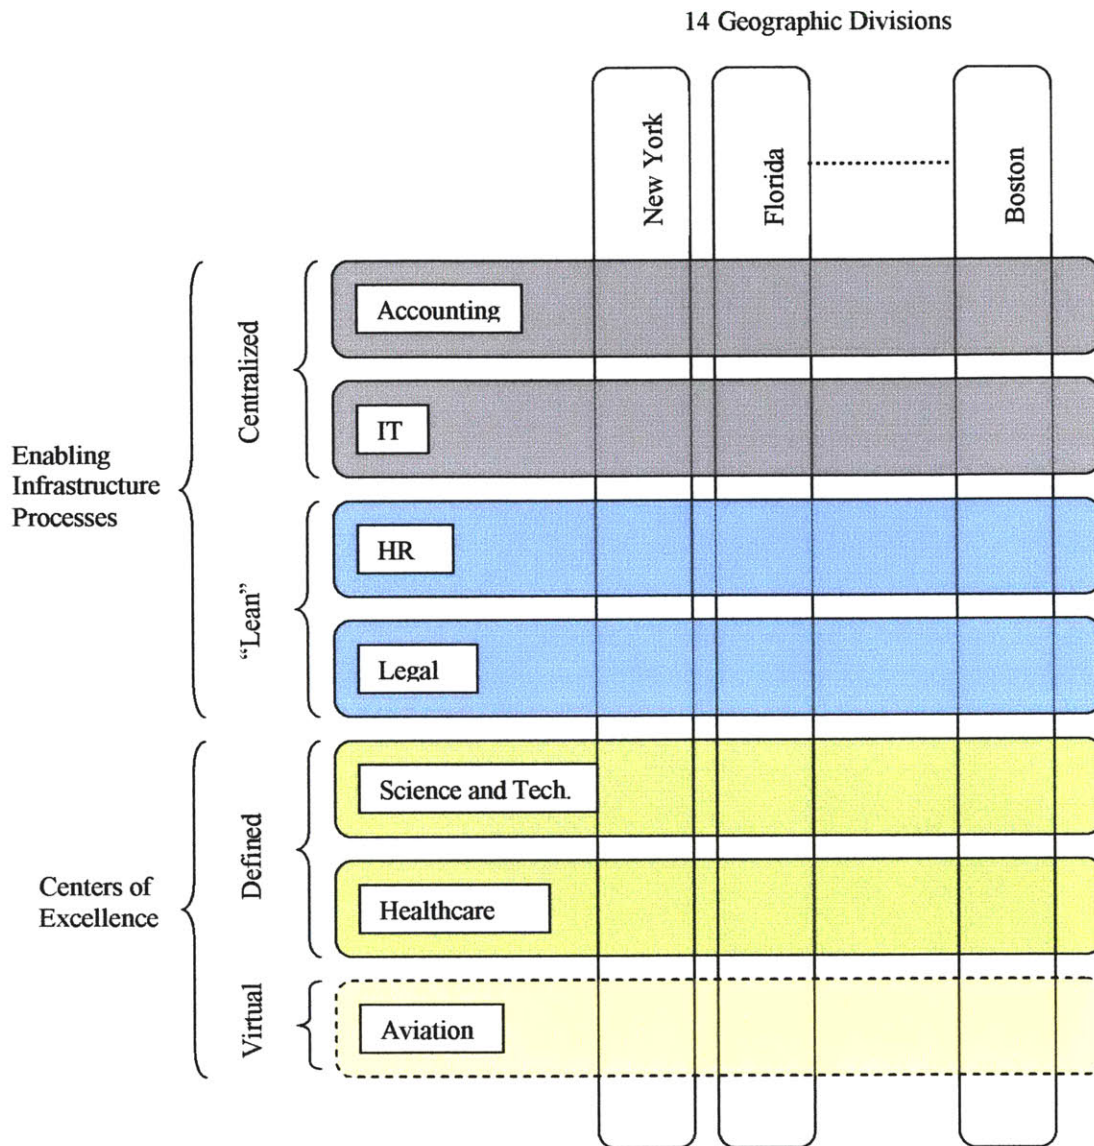 14 Geographic Divisions
New York
Florida
Boston
Enabling
Infrastructure
Processes
Centralized
Accounting
IT
“Lean”
HR
Legal
Centers of
Excellence
Defined
Science and Tech.
Healthcare
Virtual
Aviation